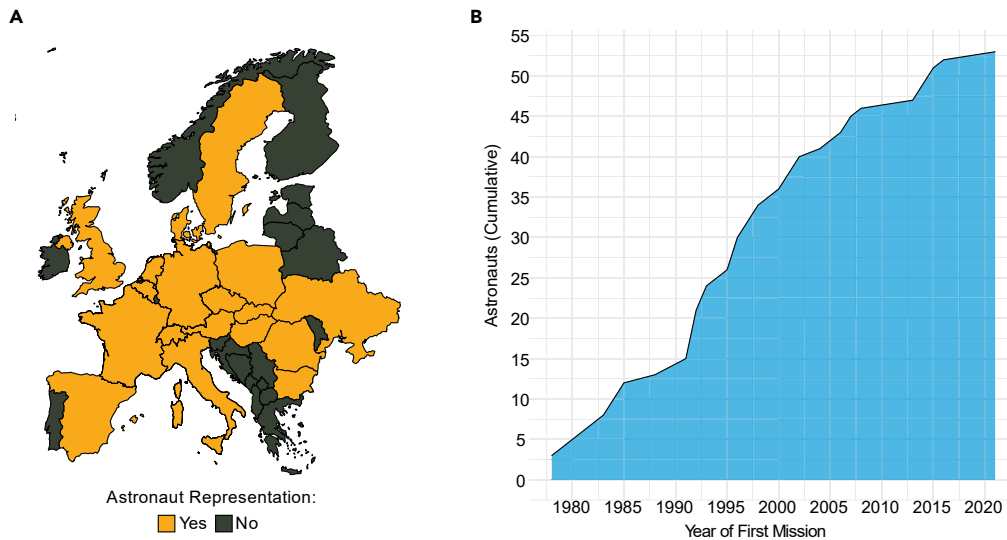 A
Astronaut Representation:
Yes No
B
Astronauts (Cumulative)
55
50
45
40
35
30
25
20
15
10
5
0
1980 1985 1990 1995 2000 2005 2010 2015 2020
Year of First Mission